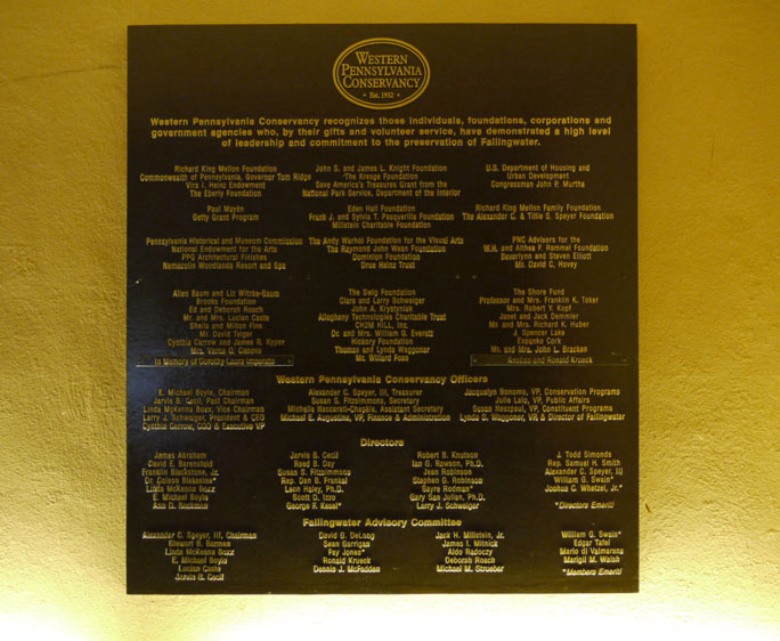 WESTERN
PENNSYLVANIA
CONSERVANCY
• Est. 1932 •
Western Pennsylvania Conservancy recognizes those individuals, foundations, corporations and
government agencies who, by their gifts and volunteer service, have demonstrated a high level
of leadership and commitment to the preservation of Fallingwater.
Richard King Mellon Foundation
Commonwealth of Pennsylvania, Governor Tom Ridge
Vira I. Heinz Endowment
The Eberly Foundation
John S. and James L. Knight Foundation
The Kresge Foundation
Save America's Treasures Grant from the
National Park Service, Department of the Interior
U.S. Department of Housing and
Urban Development
Congressman John P. Murtha
Paul Mayén
Getty Grant Program
Eden Hall Foundation
Frank J. and Sylvia T. Pasquerilla Foundation
Millstein Charitable Foundation
Richard King Mellon Family Foundation
The Alexander C. & Tillie S. Speyer Foundation
Pennsylvania Historical and Museum Commission
National Endowment for the Arts
PPG Architectural Finishes
Nemacolin Woodlands Resort and Spa
The Andy Warhol Foundation for the Visual Arts
The Raymond John Wean Foundation
Dominion Foundation
Drue Heinz Trust
PNC Advisors for the
W.H. and Althea F. Remmel Foundation
Beverlynn and Steven Elliott
Mr. David C. Hovey
Allen Baum and Liz Witzke-Baum
Brooks Foundation
Ed and Deborah Roach
Mr. and Mrs. Lucian Caste
Sheila and Milton Fine
Mr. David Teiger
Cynthia Carrow and James R.
Mrs.
In Memory of Dorothy Laura
The Swig Foundation
Clare and Larry Schweiger
John A. Krystyniak
Allegheny Technologies Charitable Trust
CH2M HILL, Inc.
Dr. and Mrs. William G.
Hickory Foundation
Thomas and Lynda Waggoner
Mr. Willard
The Shore Fund
Professor and Mrs. Franklin K. Toker
Mrs. Robert Y. Kopf
Janet and Jack Demmler
Mr. and Mrs. Richard K. Huber
J. Spencer Lake
Expanko Cork
Mr. and Mrs. John L. Bracken
and Ronald Krueck
Western Pennsylvania Conservancy Officers
E. Michael Boyle, Chairman
Jarvis B. Cecil, Past Chairman
Linda McKenna Boxx, Vice Chairman
Larry J. Schweiger, President & CEO
Cynthia Carrow, COO & Executive VP
Alexander C. Speyer, III, Treasurer
Susan S. Fitzsimmons, Secretary
Michelle Assistant Secretary
Michael E. Augustine, VP, Finance & Administration
Jacquelyn Bonomo, VP, Conservation Programs
Julie Lalo, VP, Public Affairs
Susan VP, Constituent Programs
Lynda S. Waggoner, VP, & Director of Fallingwater
Directors
James Abraham
David E. Barensfeld
Franklin Blackstone, Jr.
Dr. Colson
Linda McKenna Boxx
E. Michael Boyle
Ann D.
Jarvis B. Cecil
Reed B. Day
Susan S. Fitzsimmons
Rep. Dan B. Frankel
Leon Haley, Ph.D.
Scott D. Izzo
George F.
Robert B. Knutson
Ian G. Rawson, Ph.D.
Jean Robinson
Stephen G. Robinson
Sayre Rodman*
Gary San Julian, Ph.D.
Larry J. Schweiger
J. Todd Simonds
Rep. Samuel H. Smith
Alexander C. Speyer, III
William G. Swain*
Joshua C. Whetzel, Jr.*
*Directors Emeriti
Fallingwater Advisory Committee
Alexander C. Speyer, III, Chairman
Stewart B. Barmen
Linda McKenna Boxx
E. Michael Boyle
Lucian Caste
Jarvis B. Cecil
David G. DeLong
Sean Garrigan
Fay Jones*
Ronald Krueck
Dennis J. McFadden
Jack H. Millstein, Jr.
James I. Mitnick
Aldo Radoczy
Deborah Roach
Michael M. Strueber
William G. Swain*
Edgar Tafel
Mario di Valmarana
Marigil M. Walsh
*Members Emeriti